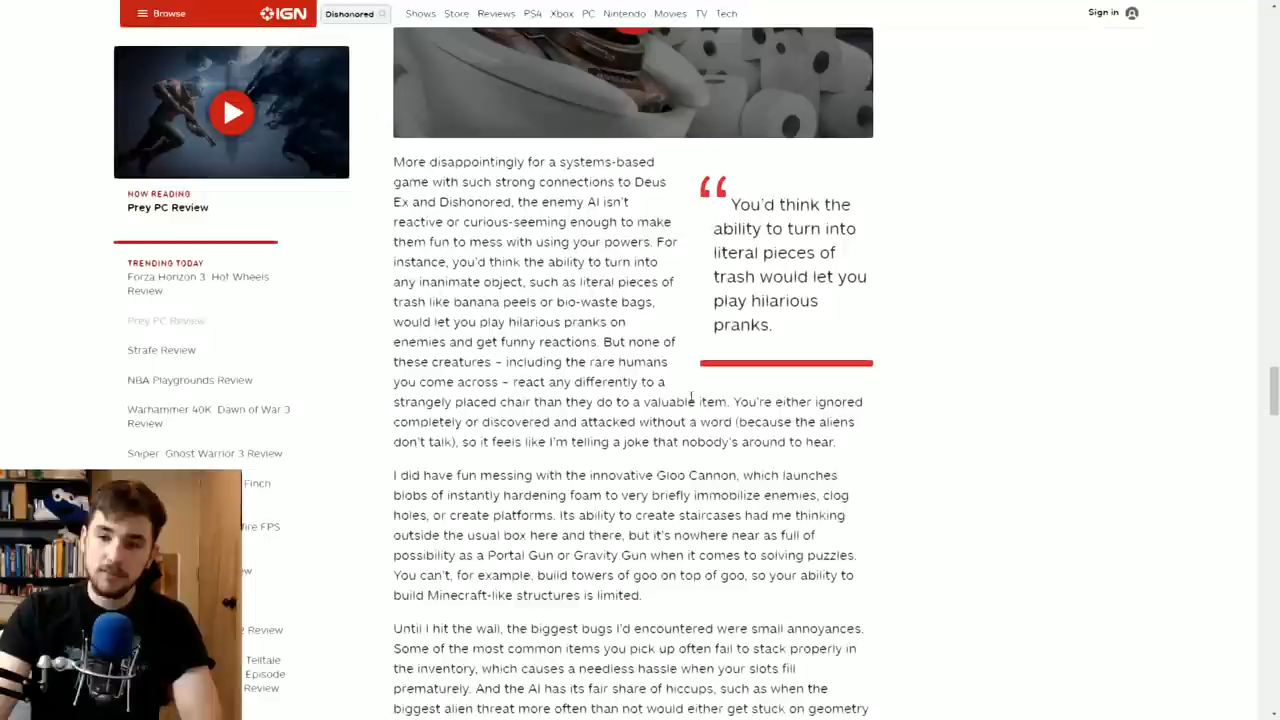 Browse
IGN
Dishonored
Shows Store Reviews PS4 Xbox PC Nintendo Movies TV Tech
Sign in
NOW READING
Prey PC Review
TRENDING TODAY
Forza Horizon 3 Hot Wheels
Review
Prey PC Review
Strafe Review
NBA Playgrounds Review
Warhammer 40K Dawn of War 3
Review
Sniper Ghost Warrior 3 Review
Finch
fire FPS
Review
Telltale
Episode
Review
More disappointingly for a systems-based
game with such strong connections to Deus
Ex and Dishonored, the enemy AI isn't
reactive or curious-seeming enough to make
them fun to mess with using your powers. For
instance, you'd think the ability to turn into
any inanimate object, such as literal pieces of
trash like banana peels or bio-waste bags,
would let you play hilarious pranks on
enemies and get funny reactions. But none of
these creatures – including the rare humans
you come across – react any differently to a
strangely placed chair than they do to a valuable item. You're either ignored
completely or discovered and attacked without a word (because the aliens
don't talk), so it feels like I'm telling a joke that nobody's around to hear.
“ You'd think the
ability to turn into
literal pieces of
trash would let you
play hilarious
pranks.
I did have fun messing with the innovative Gloo Cannon, which launches
blobs of instantly hardening foam to very briefly immobilize enemies, clog
holes, or create platforms. Its ability to create staircases had me thinking
outside the usual box here and there, but it's nowhere near as full of
possibility as a Portal Gun or Gravity Gun when it comes to solving puzzles.
You can't, for example, build towers of goo on top of goo, so your ability to
build Minecraft-like structures is limited.
Until I hit the wall, the biggest bugs I'd encountered were small annoyances.
Some of the most common items you pick up often fail to stack properly in
the inventory, which causes a needless hassle when your slots fill
prematurely. And the AI has its fair share of hiccups, such as when the
biggest alien threat more often than not would either get stuck on geometry